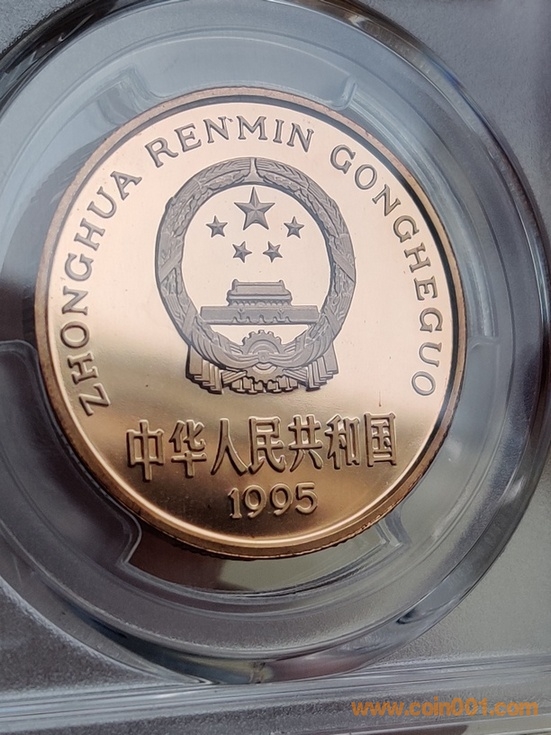 ZHONGHUA RENMIN GONGHEGUO
中华人民共和国
1995
www.coin001.com